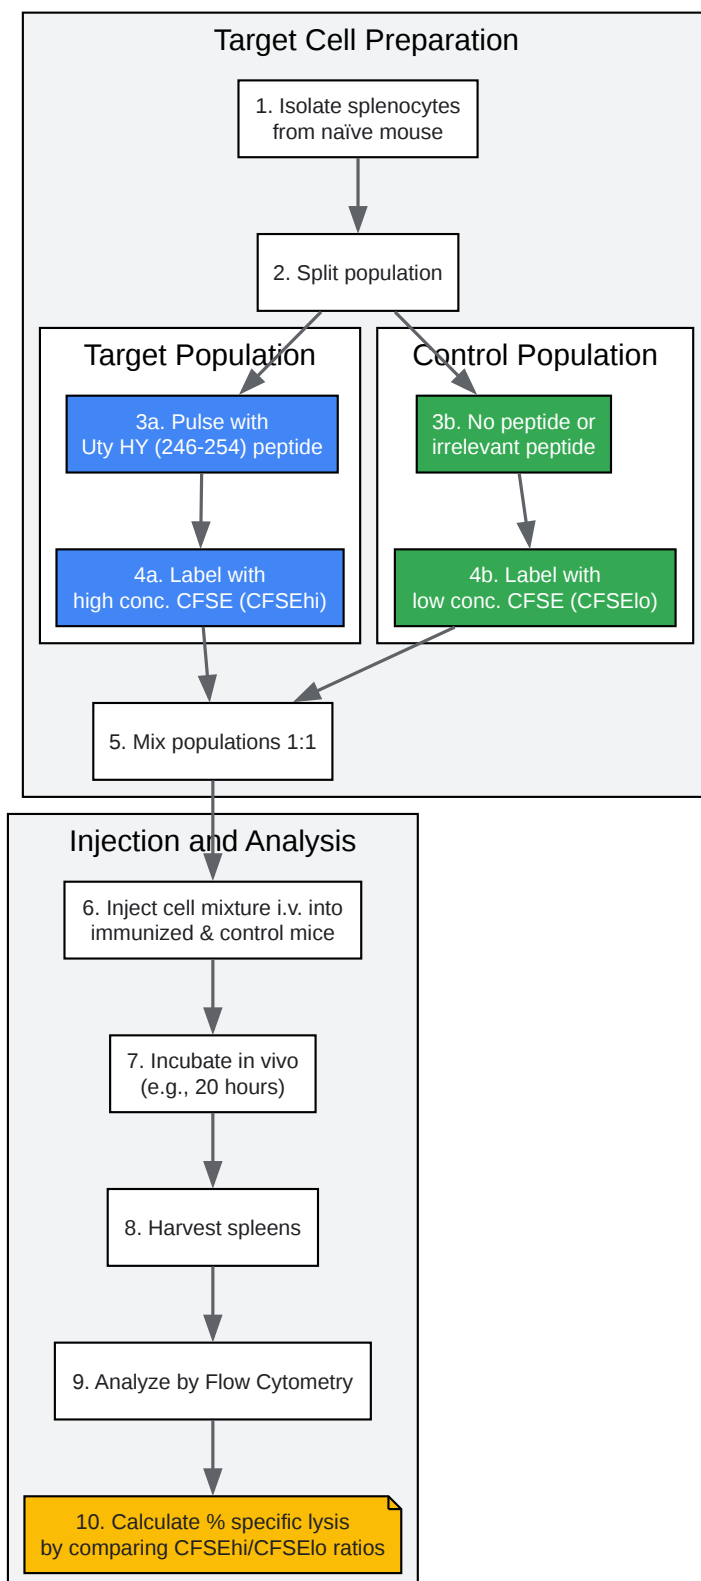 Target Cell Preparation
1. Isolate splenocytes
from naïve mouse
2. Split population
Target Population
3a. Pulse with
Uty HY (246-254) peptide
4a. Label with
high conc. CFSE (CFSEhi)
Control Population
3b. No peptide or
irrelevant peptide
4b. Label with
low conc. CFSE (CFSElo)
5. Mix populations 1:1
Injection and Analysis
6. Inject cell mixture i.v. into
immunized & control mice
7. Incubate in vivo
(e.g., 20 hours)
8. Harvest spleens
9. Analyze by Flow Cytometry
10. Calculate % specific lysis
by comparing CFSEhi/CFSElo ratios